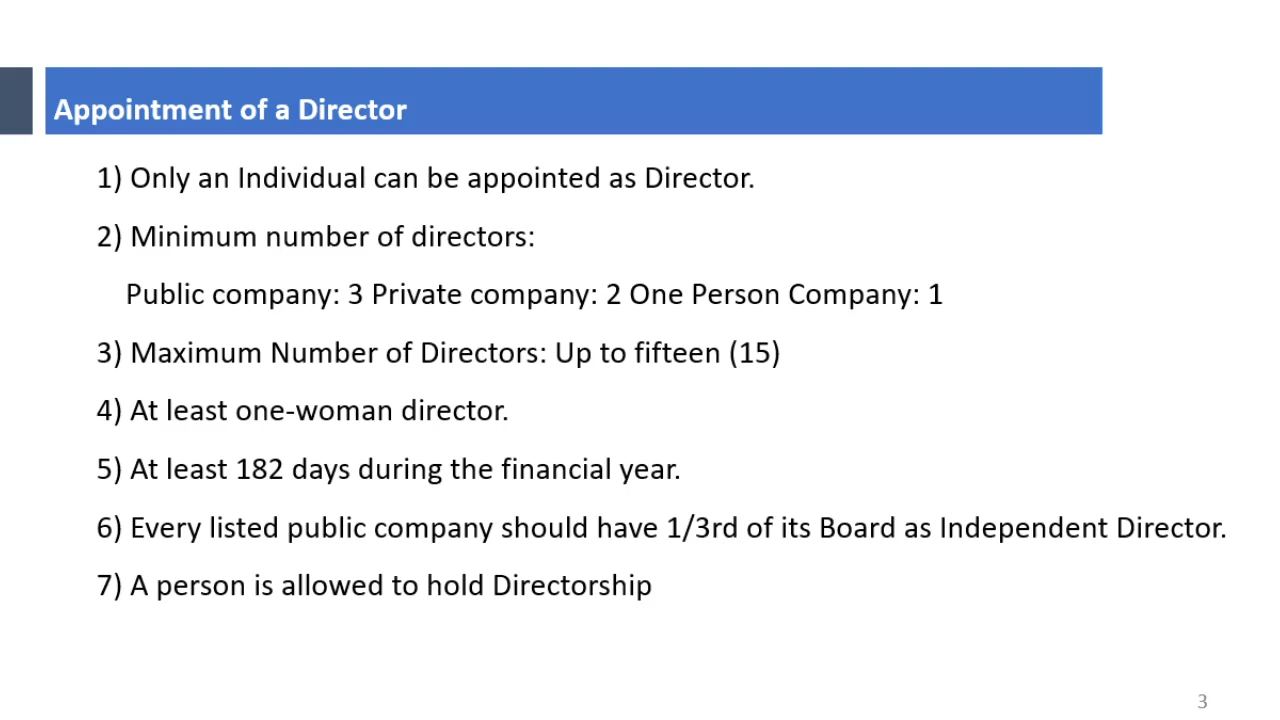 Appointment of a Director
1) Only an Individual can be appointed as Director.
2) Minimum number of directors:
Public company: 3 Private company: 2 One Person Company: 1
3) Maximum Number of Directors: Up to fifteen (15)
4) At least one-woman director.
5) At least 182 days during the financial year.
6) Every listed public company should have 1/3rd of its Board as Independent Director.
7) A person is allowed to hold Directorship
3